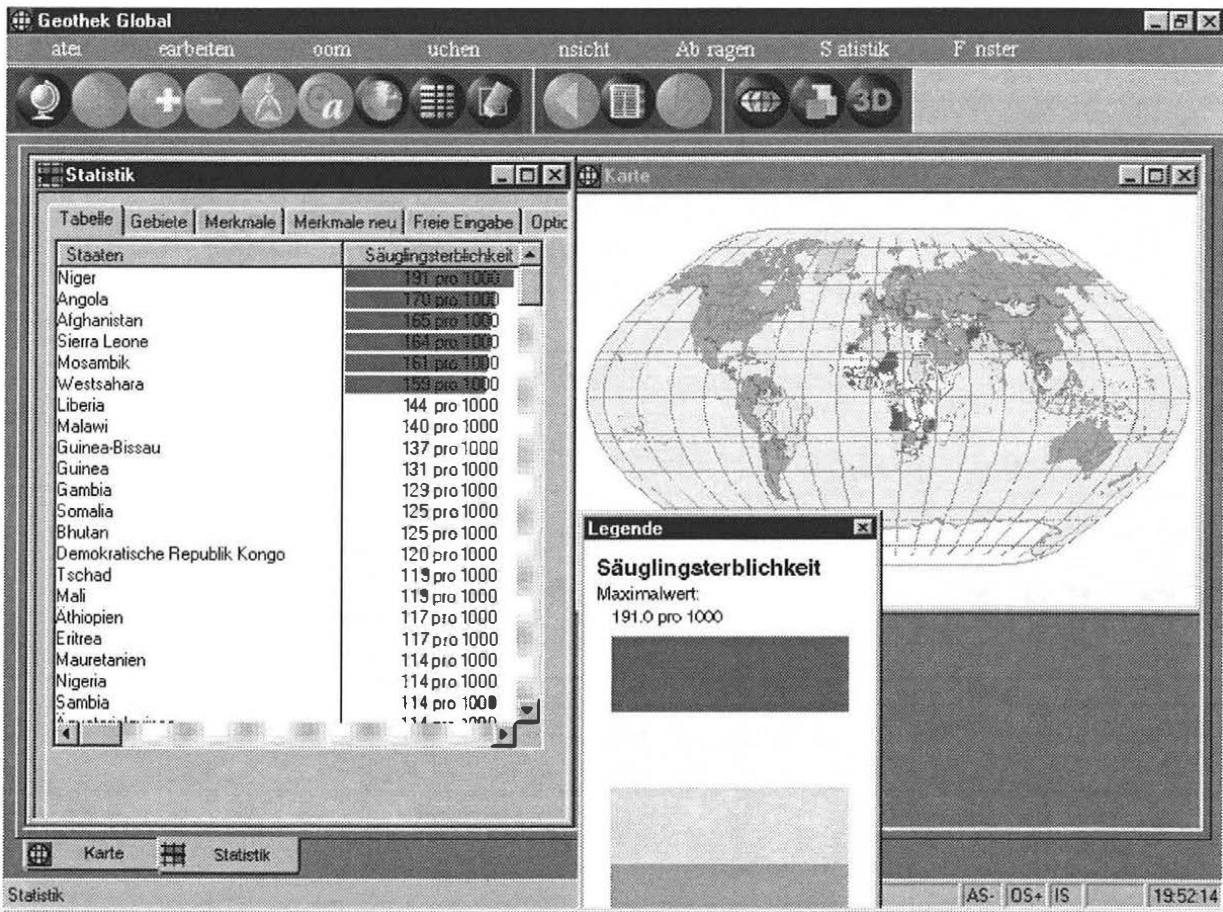 Geothek Global
atei earbeiten oom uchen nsicht Ab ragen S atistik F nster
a 3D
Statistik
Tabelle Gebiete Merkmale Merkmale neu Freie Eingabe Optio
Staaten Säuglingsterblichkeit
Niger 191 pro 1000
Angola 170 pro 1000
Afghanistan 165 pro 1000
Sierra Leone 164 pro 1000
Mosambik 161 pro 1000
Westsahara 159 pro 1000
Liberia 144 pro 1000
Malawi 140 pro 1000
Guinea-Bissau 137 pro 1000
Guinea 131 pro 1000
Gambia 129 pro 1000
Somalia 125 pro 1000
Bhutan 125 pro 1000
Demokratische Republik Kongo 120 pro 1000
Tschad pro 1000
Mali pro 1000
Äthiopien 117 pro 1000
Eritrea 117 pro 1000
Mauretanien 114 pro 1000
Nigeria 114 pro 1000
Sambia 114 pro 1000
Karte
Legende
Säuglingsterblichkeit
Maximalwert:
191.0 pro 1000
Karte Statistik
Statistik AS- OS+ IS 19:52:14